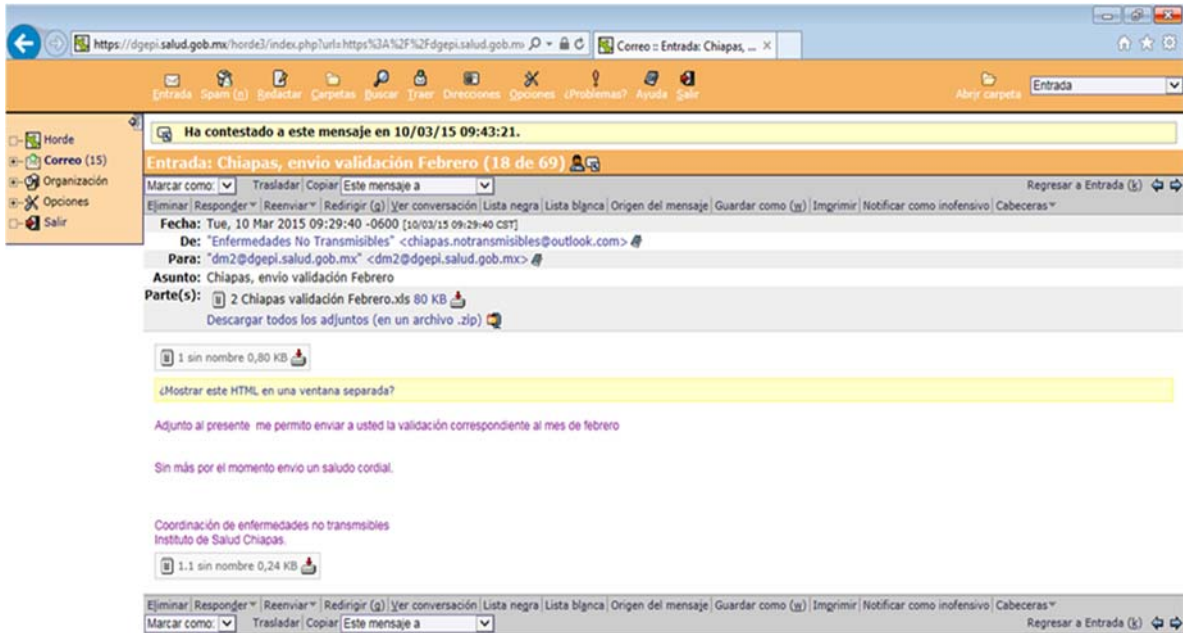 https://dgepi.salud.gob.mx/horde3/index.php?url=https%3A%2F%2Fdgepi.salud.gob.mx
Correo :: Entrada: Chiapas, ...
Entrada Spam (n) Redactar Carpetas Buscar Traer Direcciones Opciones ¿Problemas? Ayuda Salir Abrir carpeta Entrada
Horde
Correo (15)
Organización
Opciones
Salir
Ha contestado a este mensaje en 10/03/15 09:43:21.
Entrada: Chiapas, envio validación Febrero (18 de 69)
Marcar como: Trasladar Copiar Este mensaje a Regresar a Entrada (k)
Eliminar Responder Reenviar Redirigir (g) Ver conversación Lista negra Lista blanca Origen del mensaje Guardar como (w) Imprimir Notificar como inofensivo Cabeceras
Fecha: Tue, 10 Mar 2015 09:29:40 -0600 [10/03/15 09:29:40 CST]
De: "Enfermedades No Transmisibles" <chiapas.notransmisibles@outlook.com>
Para: "dm2@dgepi.salud.gob.mx" <dm2@dgepi.salud.gob.mx>
Asunto: Chiapas, envio validación Febrero
Parte(s): 2 Chiapas validación Febrero.xls 80 KB
Descargar todos los adjuntos (en un archivo .zip)
1 sin nombre 0,80 KB
¿Mostrar este HTML en una ventana separada?
Adjunto al presente me permito enviar a usted la validación correspondiente al mes de febrero
Sin más por el momento envio un saludo cordial.
Coordinación de enfermedades no transmsibles
Instituto de Salud Chiapas.
1.1 sin nombre 0,24 KB
Eliminar Responder Reenviar Redirigir (g) Ver conversación Lista negra Lista blanca Origen del mensaje Guardar como (w) Imprimir Notificar como inofensivo Cabeceras
Marcar como: Trasladar Copiar Este mensaje a Regresar a Entrada (k)